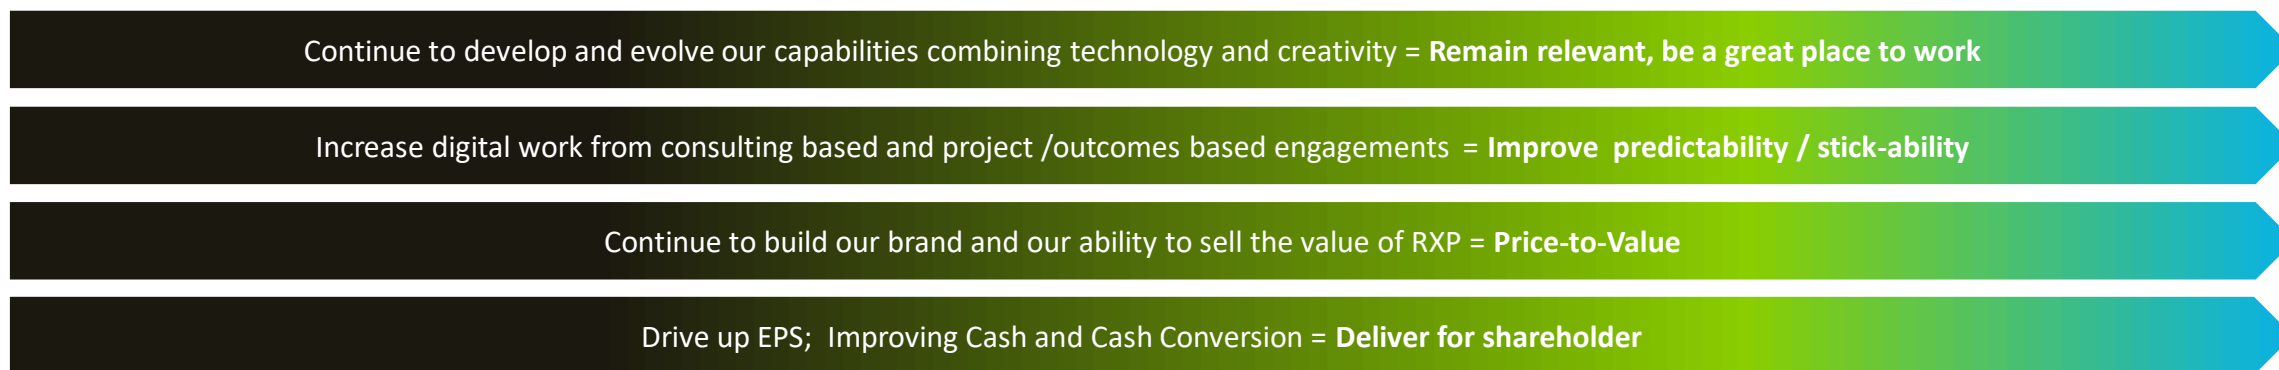 Continue to develop and evolve our capabilities combining technology and creativity = Remain relevant, be a great place to work
Increase digital work from consulting based and project /outcomes based engagements = Improve predictability / stick-ability
Continue to build our brand and our ability to sell the value of RXP = Price-to-Value
Drive up EPS; Improving Cash and Cash Conversion = Deliver for shareholder